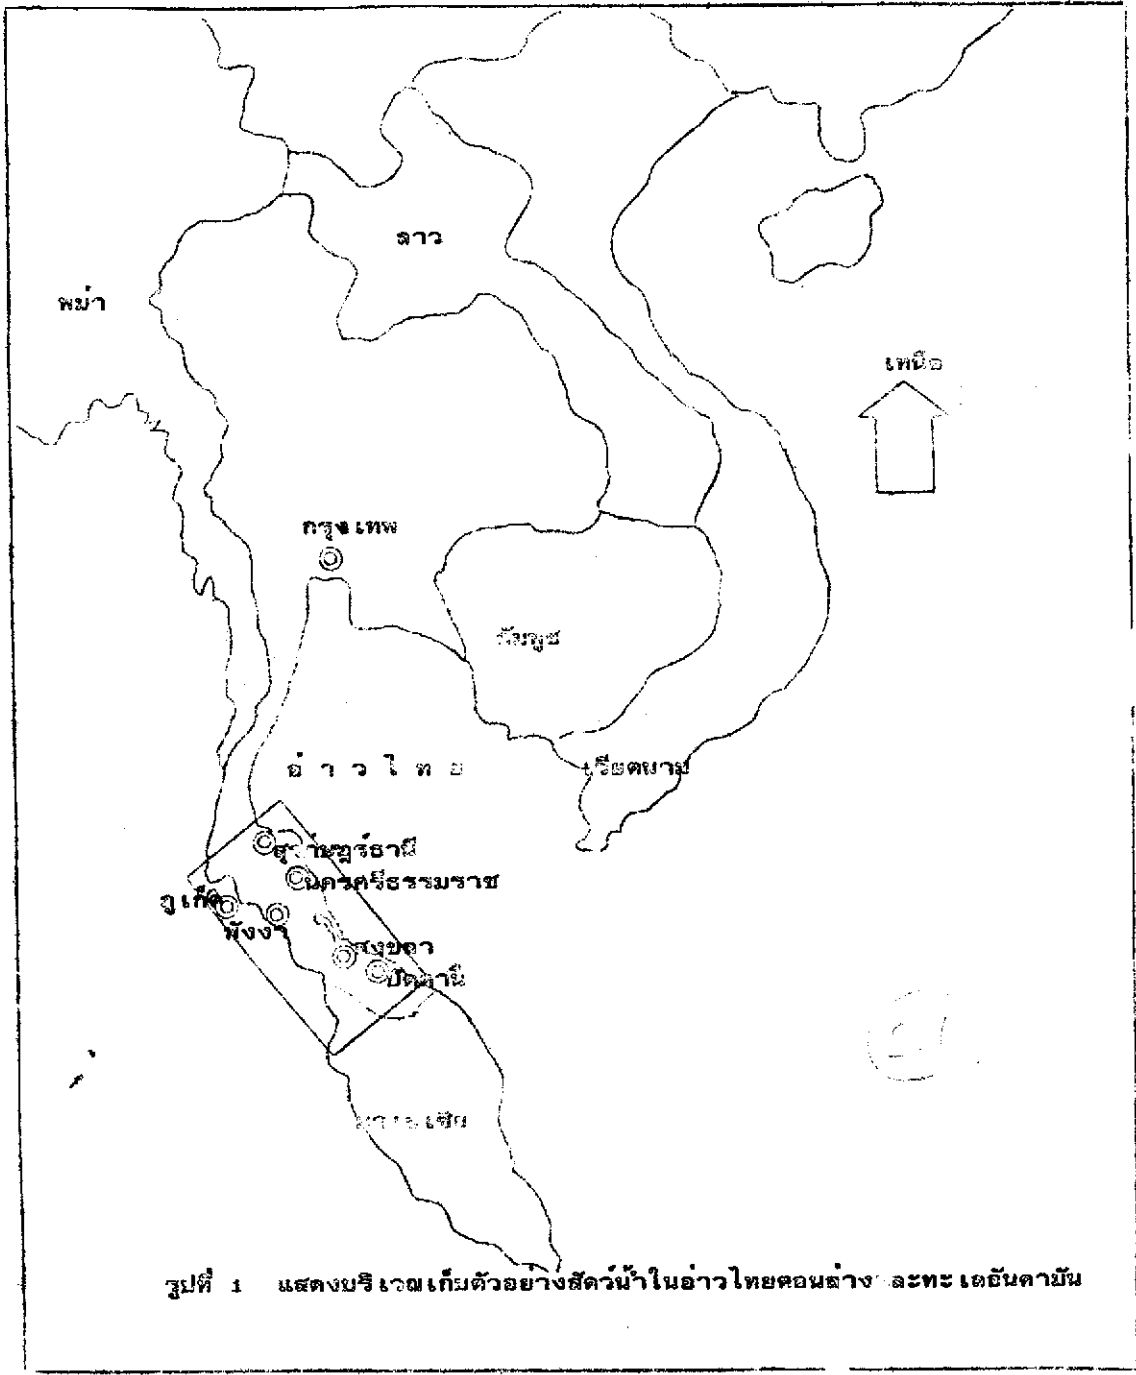 ลาว
พม่า
เหนือ
กรุงเทพ
กัมพูช
อ่าวไทย
เวียดนาม
สุราษฎร์ธานี
นครศรีธรรมราช
ภูเก็ต
พังงา
สงขลา
ปัตตานี
มาเลเซีย
รูปที่ 1 แสดงบริเวณเก็บตัวอย่างสัตว์น้ำในอ่าวไทยตอนล่าง ละทะเลอันดามัน